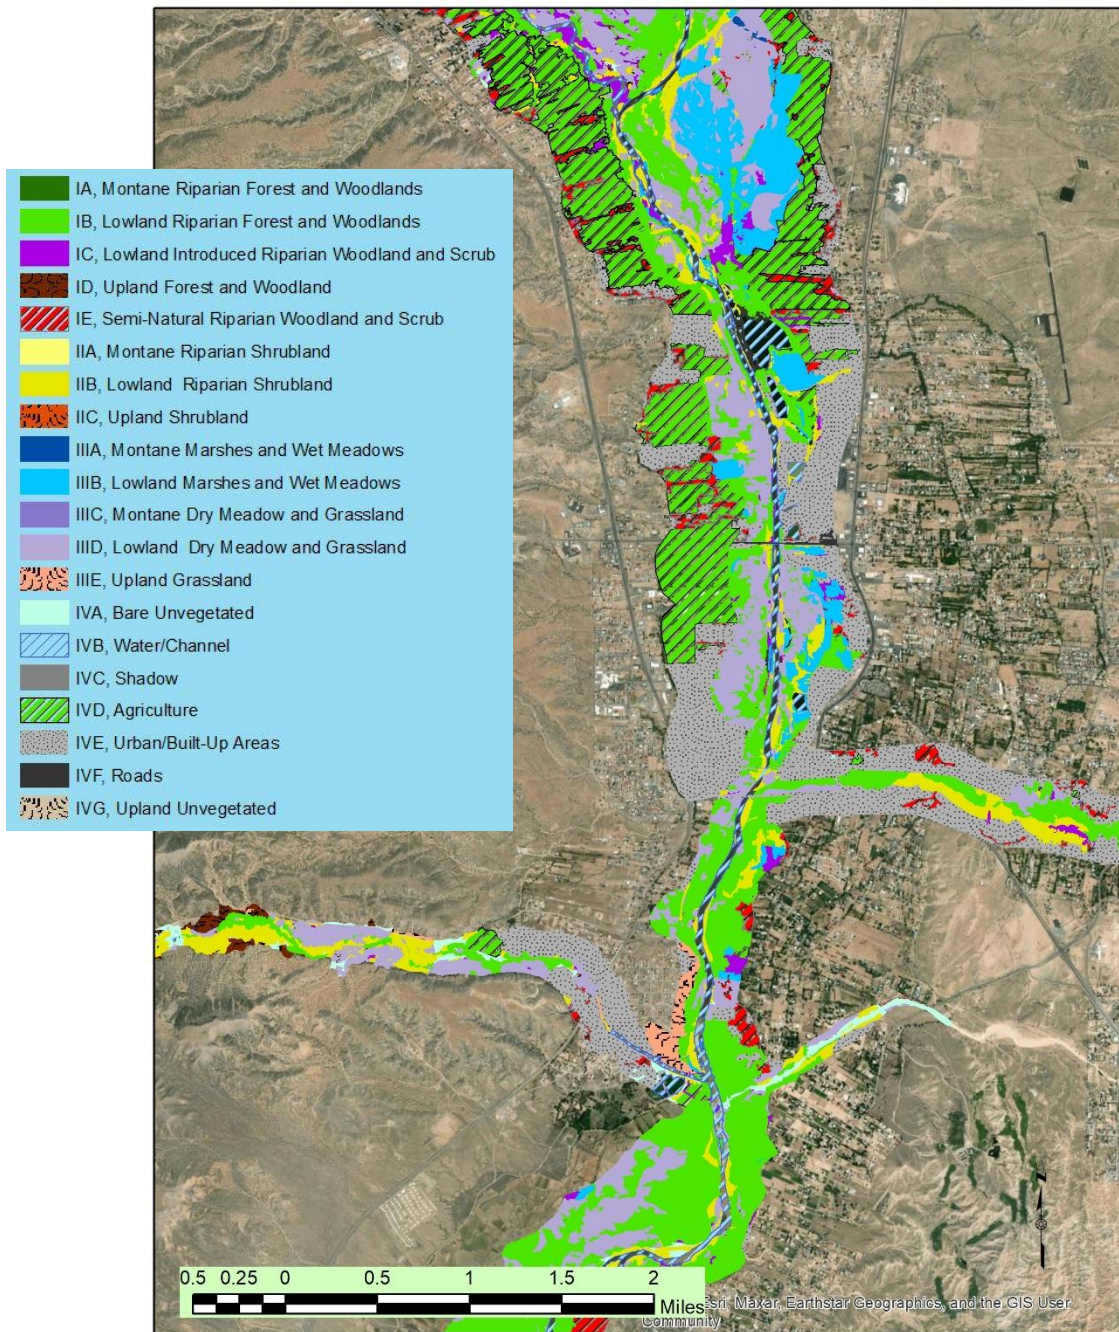 IA, Montane Riparian Forest and Woodlands
IB, Lowland Riparian Forest and Woodlands
IC, Lowland Introduced Riparian Woodland and Scrub
ID, Upland Forest and Woodland
IE, Semi-Natural Riparian Woodland and Scrub
IIA, Montane Riparian Shrubland
IIB, Lowland Riparian Shrubland
IIC, Upland Shrubland
IIIA, Montane Marshes and Wet Meadows
IIIB, Lowland Marshes and Wet Meadows
IIIC, Montane Dry Meadow and Grassland
IIID, Lowland Dry Meadow and Grassland
IIIE, Upland Grassland
IVA, Bare Unvegetated
IVB, Water/Channel
IVC, Shadow
IVD, Agriculture
IVE, Urban/Built-Up Areas
IVF, Roads
IVG, Upland Unvegetated
0.5 0.25 0 0.5 1 1.5 2
Miles
Esri, Maxar, Earthstar Geographics, and the GIS User
Community